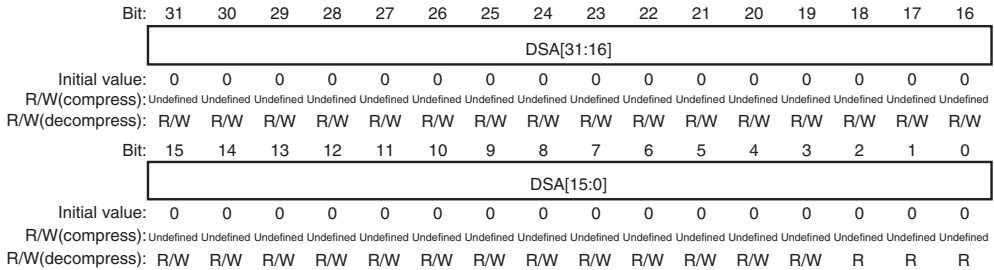 Bit: 31 30 29 28 27 26 25 24 23 22 21 20 19 18 17 16
DSA[31:16]
Initial value: 0 0 0 0 0 0 0 0 0 0 0 0 0 0 0 0
R/W(compress): Undefined Undefined Undefined Undefined Undefined Undefined Undefined Undefined Undefined Undefined Undefined Undefined Undefined Undefined Undefined Undefined
R/W(decompress): R/W R/W R/W R/W R/W R/W R/W R/W R/W R/W R/W R/W R/W R/W R/W R/W
Bit: 15 14 13 12 11 10 9 8 7 6 5 4 3 2 1 0
DSA[15:0]
Initial value: 0 0 0 0 0 0 0 0 0 0 0 0 0 0 0 0
R/W(compress): Undefined Undefined Undefined Undefined Undefined Undefined Undefined Undefined Undefined Undefined Undefined Undefined Undefined Undefined Undefined Undefined
R/W(decompress): R/W R/W R/W R/W R/W R/W R/W R/W R/W R/W R/W R/W R/W R R R